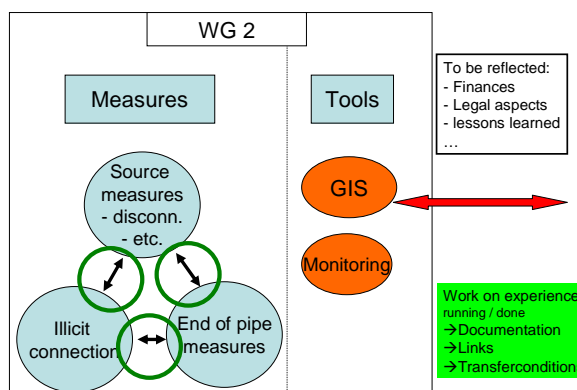 WG 2
Measures
Tools
To be reflected:
- Finances
- Legal aspects
- lessons learned
…
Source
measures
- disconn.
- etc.
GIS
Monitoring
Illicit
connection
End of pipe
measures
Work on experience
running / done
→Documentation
→Links
→Transfercondition